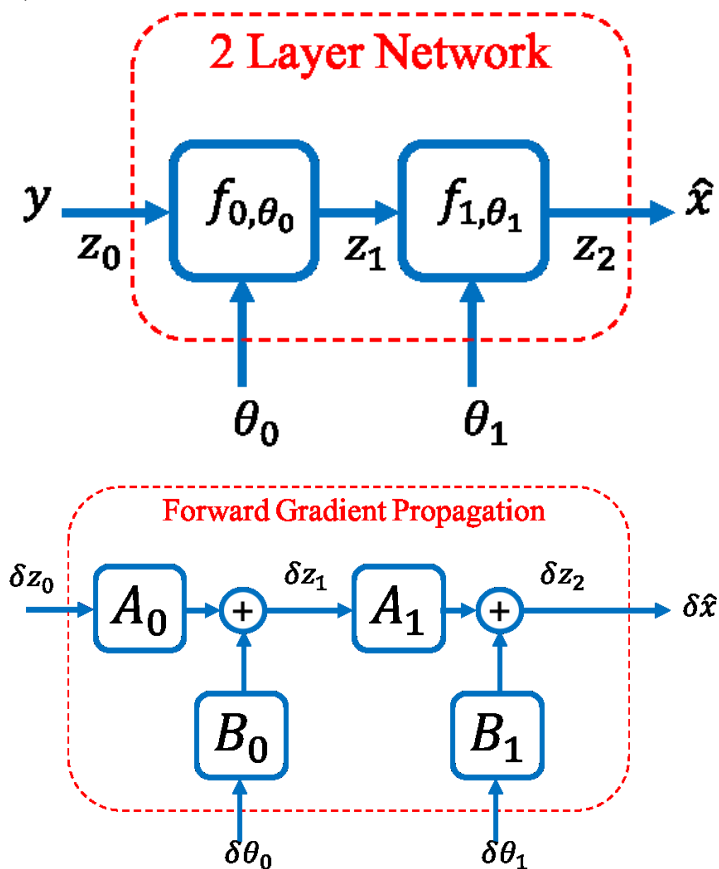 2 Layer Network
y z₀ f₀,θ₀ z₁ f₁,θ₁ z₂ x̂
θ₀ θ₁
Forward Gradient Propagation
δz₀ A₀ + δz₁ A₁ + δz₂ δx̂
B₀ B₁
δθ₀ δθ₁